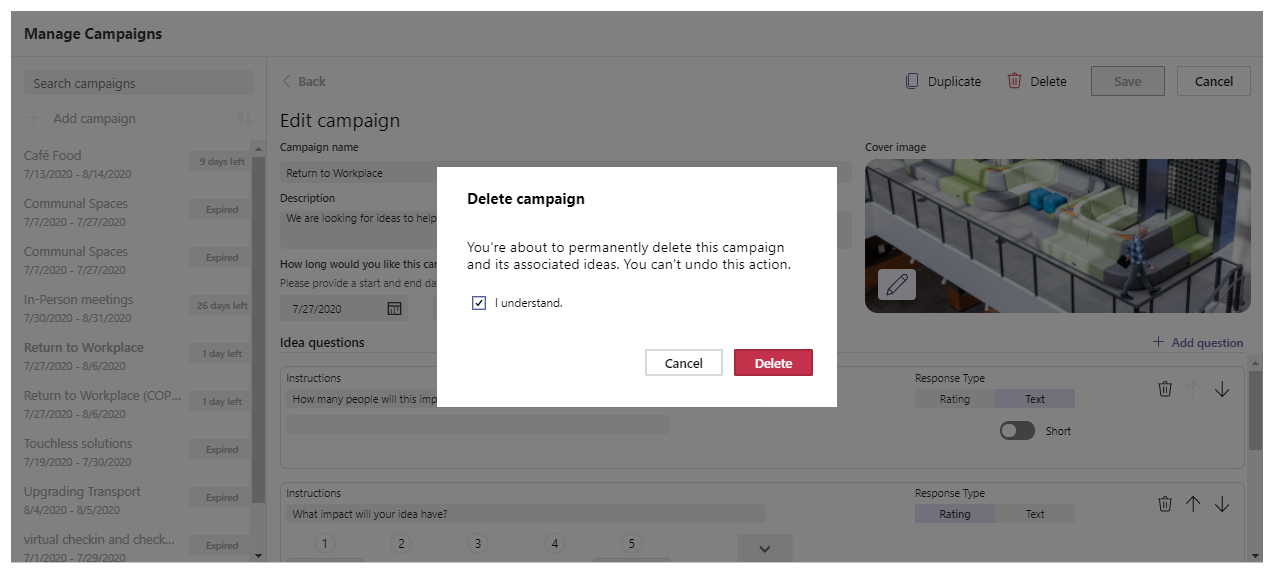 Manage Campaigns
Search campaigns
Add campaign
Café Food
7/13/2020 - 8/14/2020
9 days left
Communal Spaces
7/7/2020 - 7/27/2020
Expired
Communal Spaces
7/7/2020 - 7/27/2020
Expired
In-Person meetings
7/30/2020 - 8/31/2020
26 days left
Return to Workplace
7/27/2020 - 8/6/2020
1 day left
Return to Workplace (COP...
7/27/2020 - 8/6/2020
1 day left
Touchless solutions
7/19/2020 - 7/30/2020
Expired
Upgrading Transport
8/4/2020 - 8/5/2020
Expired
virtual checkin and check...
7/1/2020 - 7/29/2020
Expired
Back
Duplicate
Delete
Save
Cancel
Edit campaign
Campaign name
Return to Workplace
Description
We are looking for ideas to help
How long would you like this car
Please provide a start and end da
7/27/2020
Cover image
Delete campaign
You're about to permanently delete this campaign
and its associated ideas. You can't undo this action.
I understand.
Cancel
Delete
Idea questions
Add question
Instructions
How many people will this imp
Response Type
Rating
Text
Short
Instructions
What impact will your idea have?
Response Type
Rating
Text
1
2
3
4
5